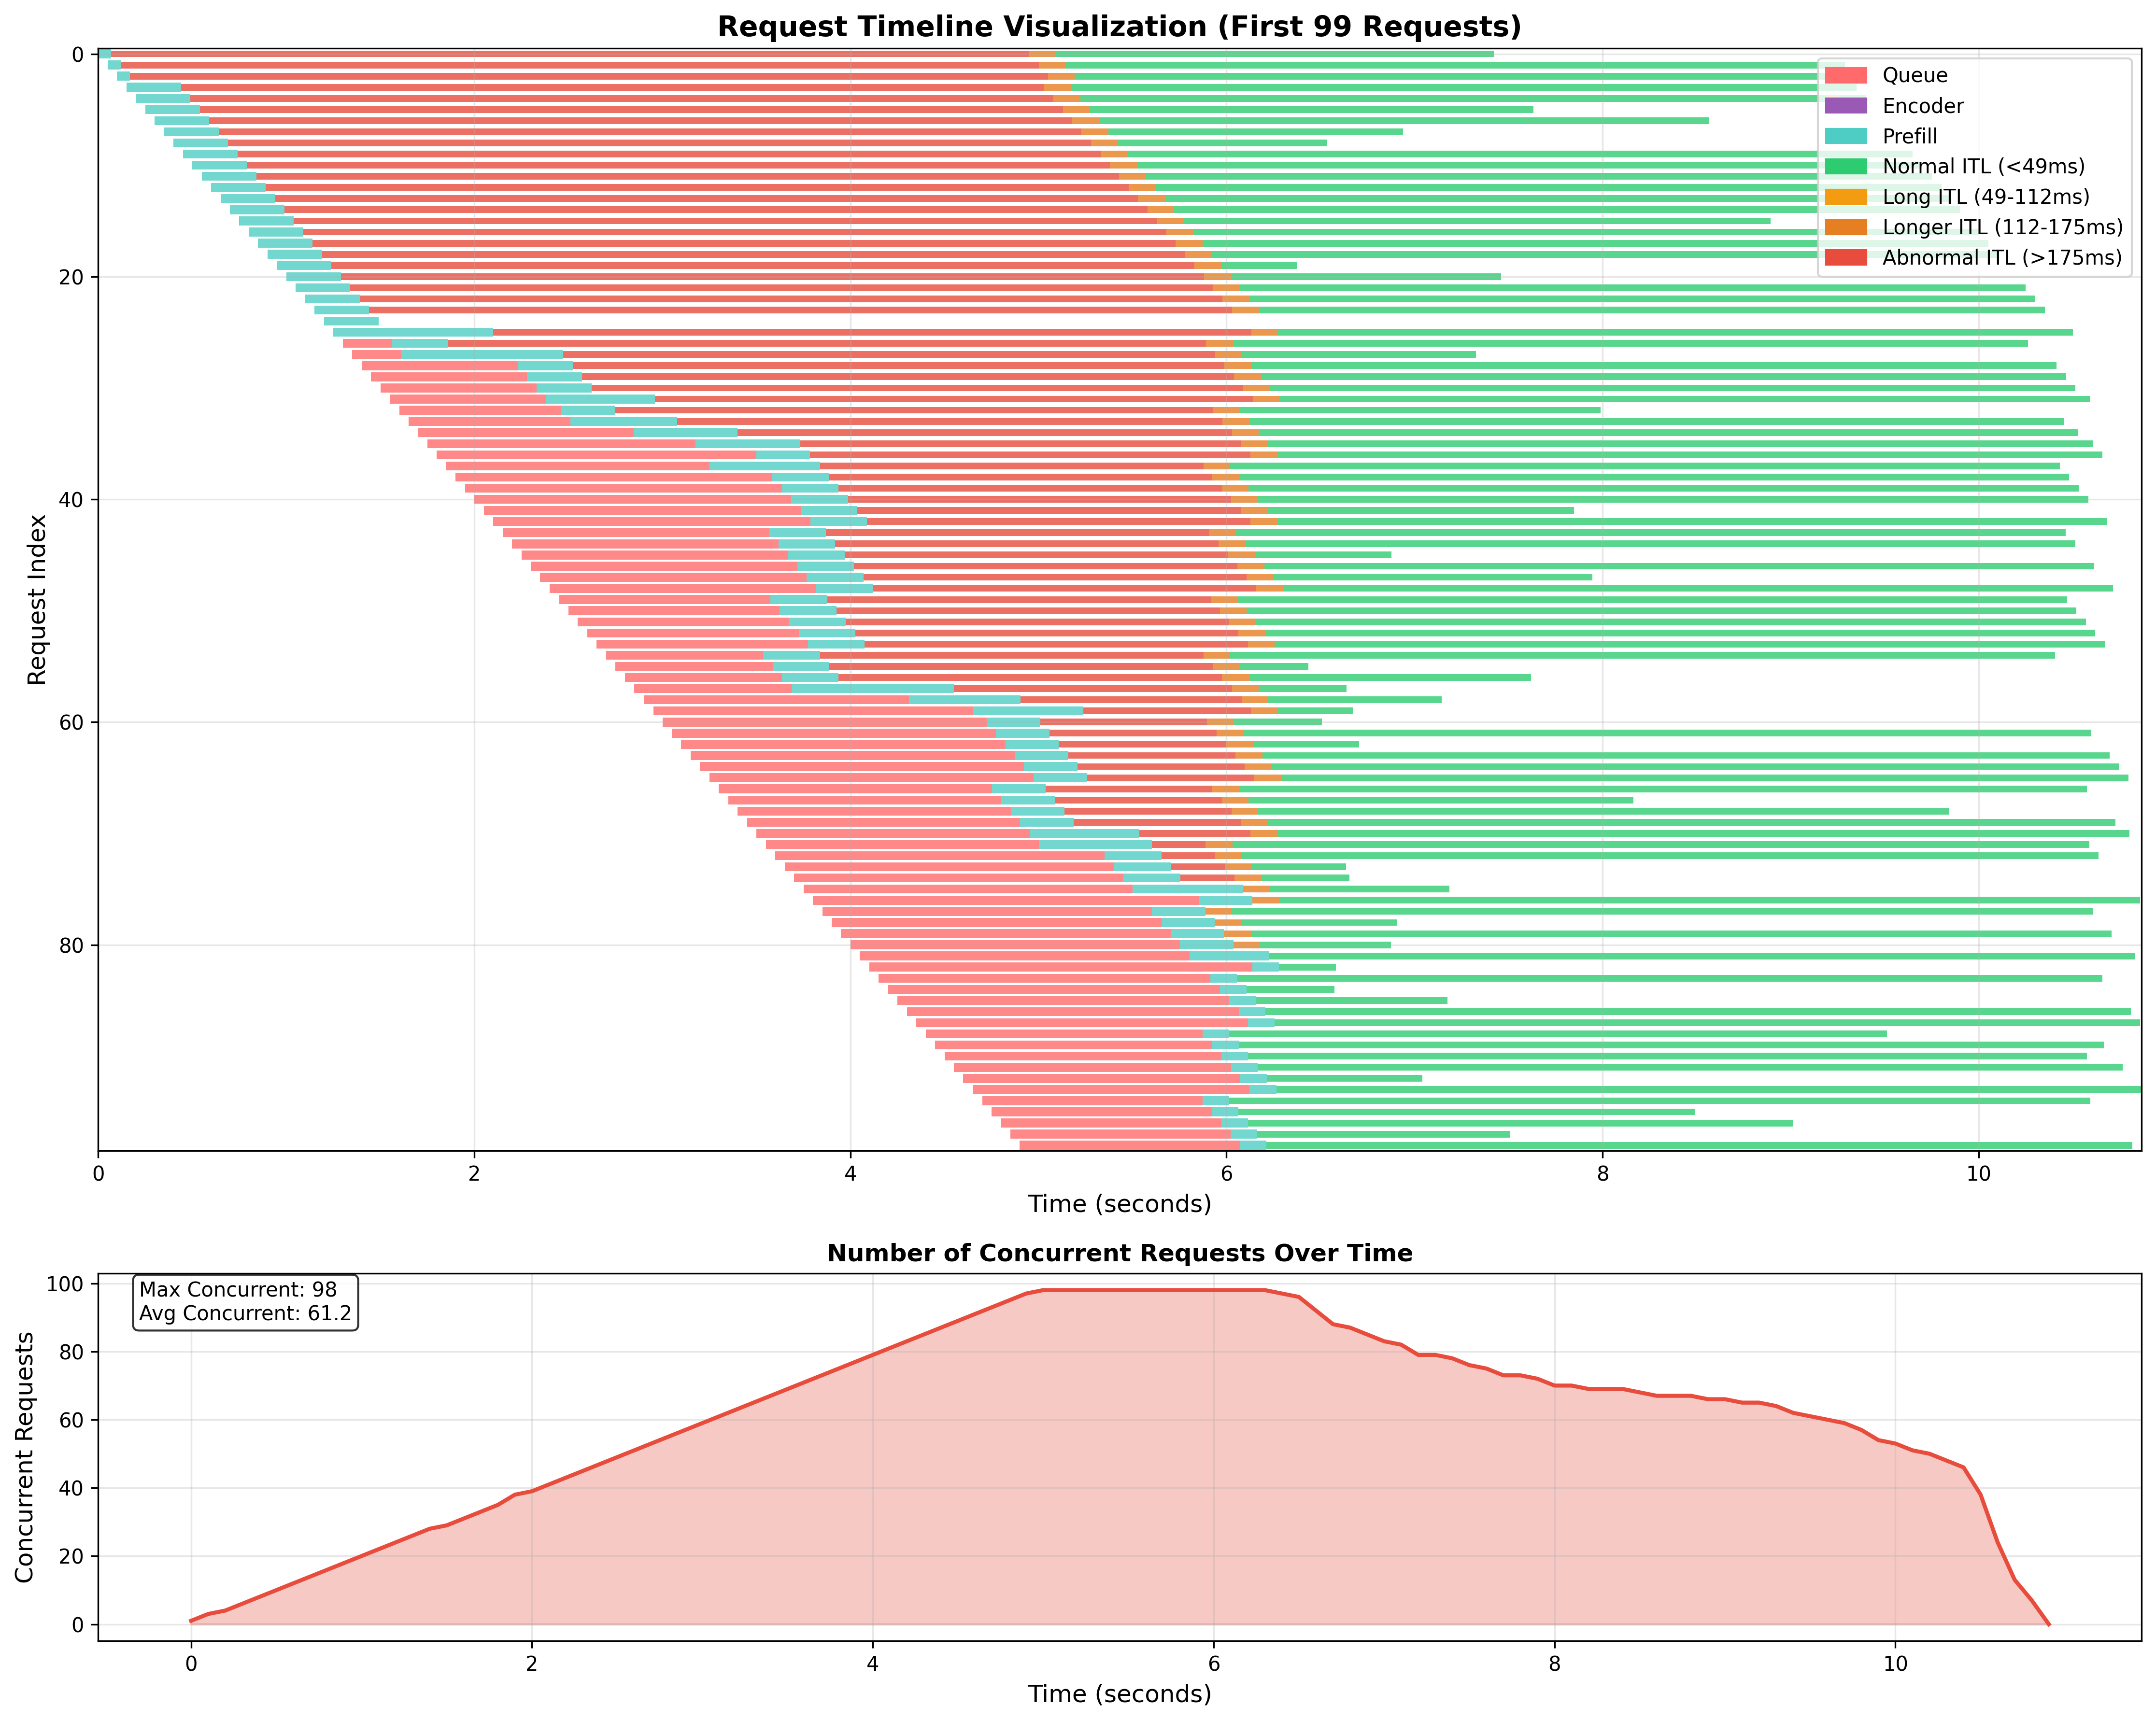 Request Timeline Visualization (First 99 Requests)
Queue
Encoder
Prefill
Normal ITL (<49ms)
Long ITL (49-112ms)
Longer ITL (112-175ms)
Abnormal ITL (>175ms)
Request Index
0
20
40
60
80
0 2 4 6 8 10
Time (seconds)
Number of Concurrent Requests Over Time
Max Concurrent: 98
Avg Concurrent: 61.2
Concurrent Requests
100
80
60
40
20
0
0 2 4 6 8 10
Time (seconds)